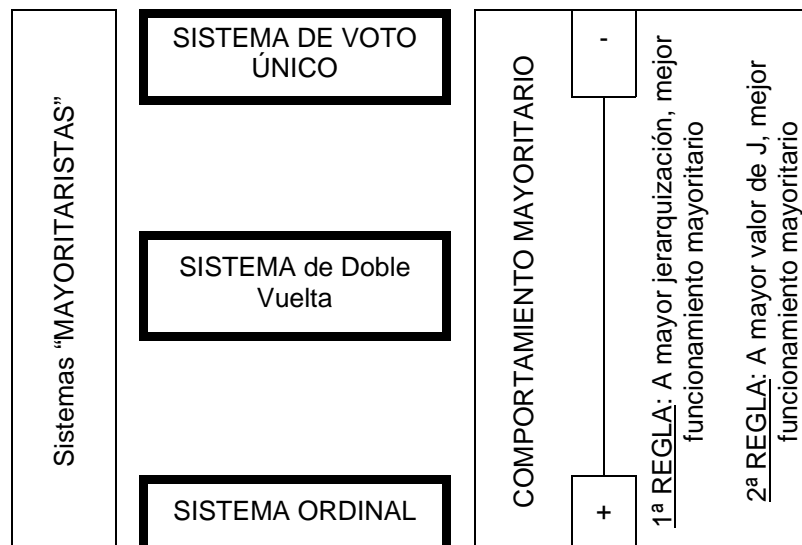 Sistemas “MAYORITARISTAS”
SISTEMA DE VOTO
ÚNICO
SISTEMA de Doble
Vuelta
SISTEMA ORDINAL
COMPORTAMIENTO MAYORITARIO
-
+
1ª REGLA: A mayor jerarquización, mejor
funcionamiento mayoritario
2ª REGLA: A mayor valor de J, mejor
funcionamiento mayoritario